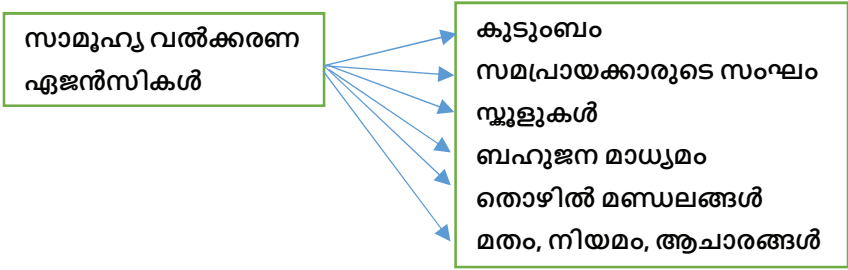 സാമൂഹ്യ വൽക്കരണ
ഏജൻസികൾ
കുടുംബം
സമപ്രായക്കാരുടെ സംഘം
സ്കൂളുകൾ
ബഹുജന മാധ്യമം
തൊഴിൽ മണ്ഡലങ്ങൾ
മതം, നിയമം, ആചാരങ്ങൾ